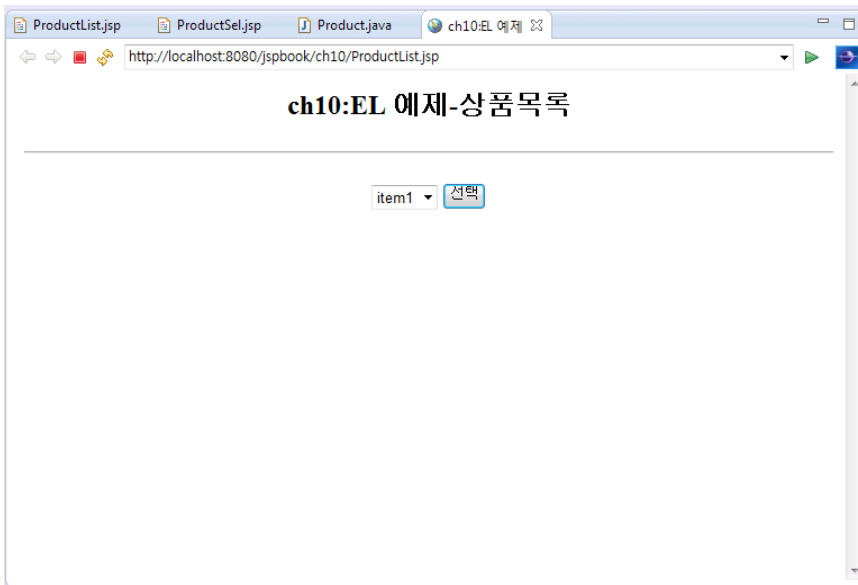 ProductList.jsp ProductSel.jsp Product.java ch10:EL 예제
http://localhost:8080/jspbook/ch10/ProductList.jsp
ch10:EL 예제-상품목록
item1 선택